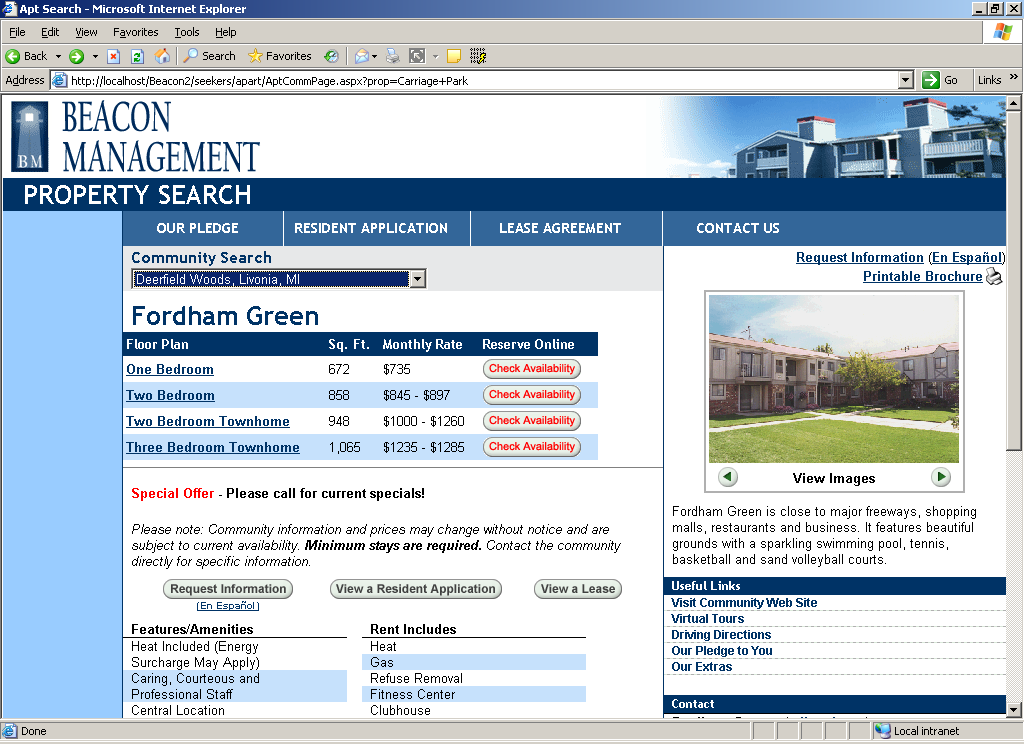 Apt Search - Microsoft Internet Explorer
File Edit View Favorites Tools Help
Back Search Favorites
Address http://localhost/Beacon2/seekers/apart/AptCommPage.aspx?prop=Carriage+Park Go Links »
BM
BEACON
MANAGEMENT
PROPERTY SEARCH
OUR PLEDGE RESIDENT APPLICATION LEASE AGREEMENT CONTACT US
Community Search
Deerfield Woods, Livonia, MI
Request Information (En Español)
Printable Brochure
Fordham Green
Floor Plan Sq. Ft. Monthly Rate Reserve Online
One Bedroom 672 $735 Check Availability
Two Bedroom 858 $845 - $897 Check Availability
Two Bedroom Townhome 948 $1000 - $1260 Check Availability
Three Bedroom Townhome 1,065 $1235 - $1285 Check Availability
Special Offer - Please call for current specials!
Please note: Community information and prices may change without notice and are
subject to current availability. Minimum stays are required. Contact the community
directly for specific information.
Request Information View a Resident Application View a Lease
(En Español)
Features/Amenities
Heat Included (Energy
Surcharge May Apply)
Caring, Courteous and
Professional Staff
Central Location
Rent Includes
Heat
Gas
Refuse Removal
Fitness Center
Clubhouse
View Images
Fordham Green is close to major freeways, shopping
malls, restaurants and business. It features beautiful
grounds with a sparkling swimming pool, tennis,
basketball and sand volleyball courts.
Useful Links
Visit Community Web Site
Virtual Tours
Driving Directions
Our Pledge to You
Our Extras
Contact
Done Local intranet